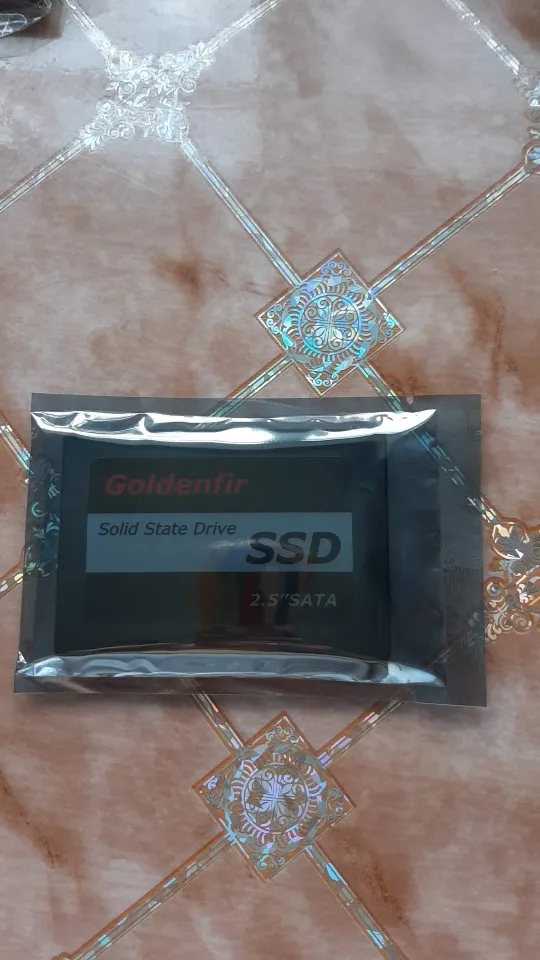 Goldenfir
Solid State Drive
SSD
2.5"SATA